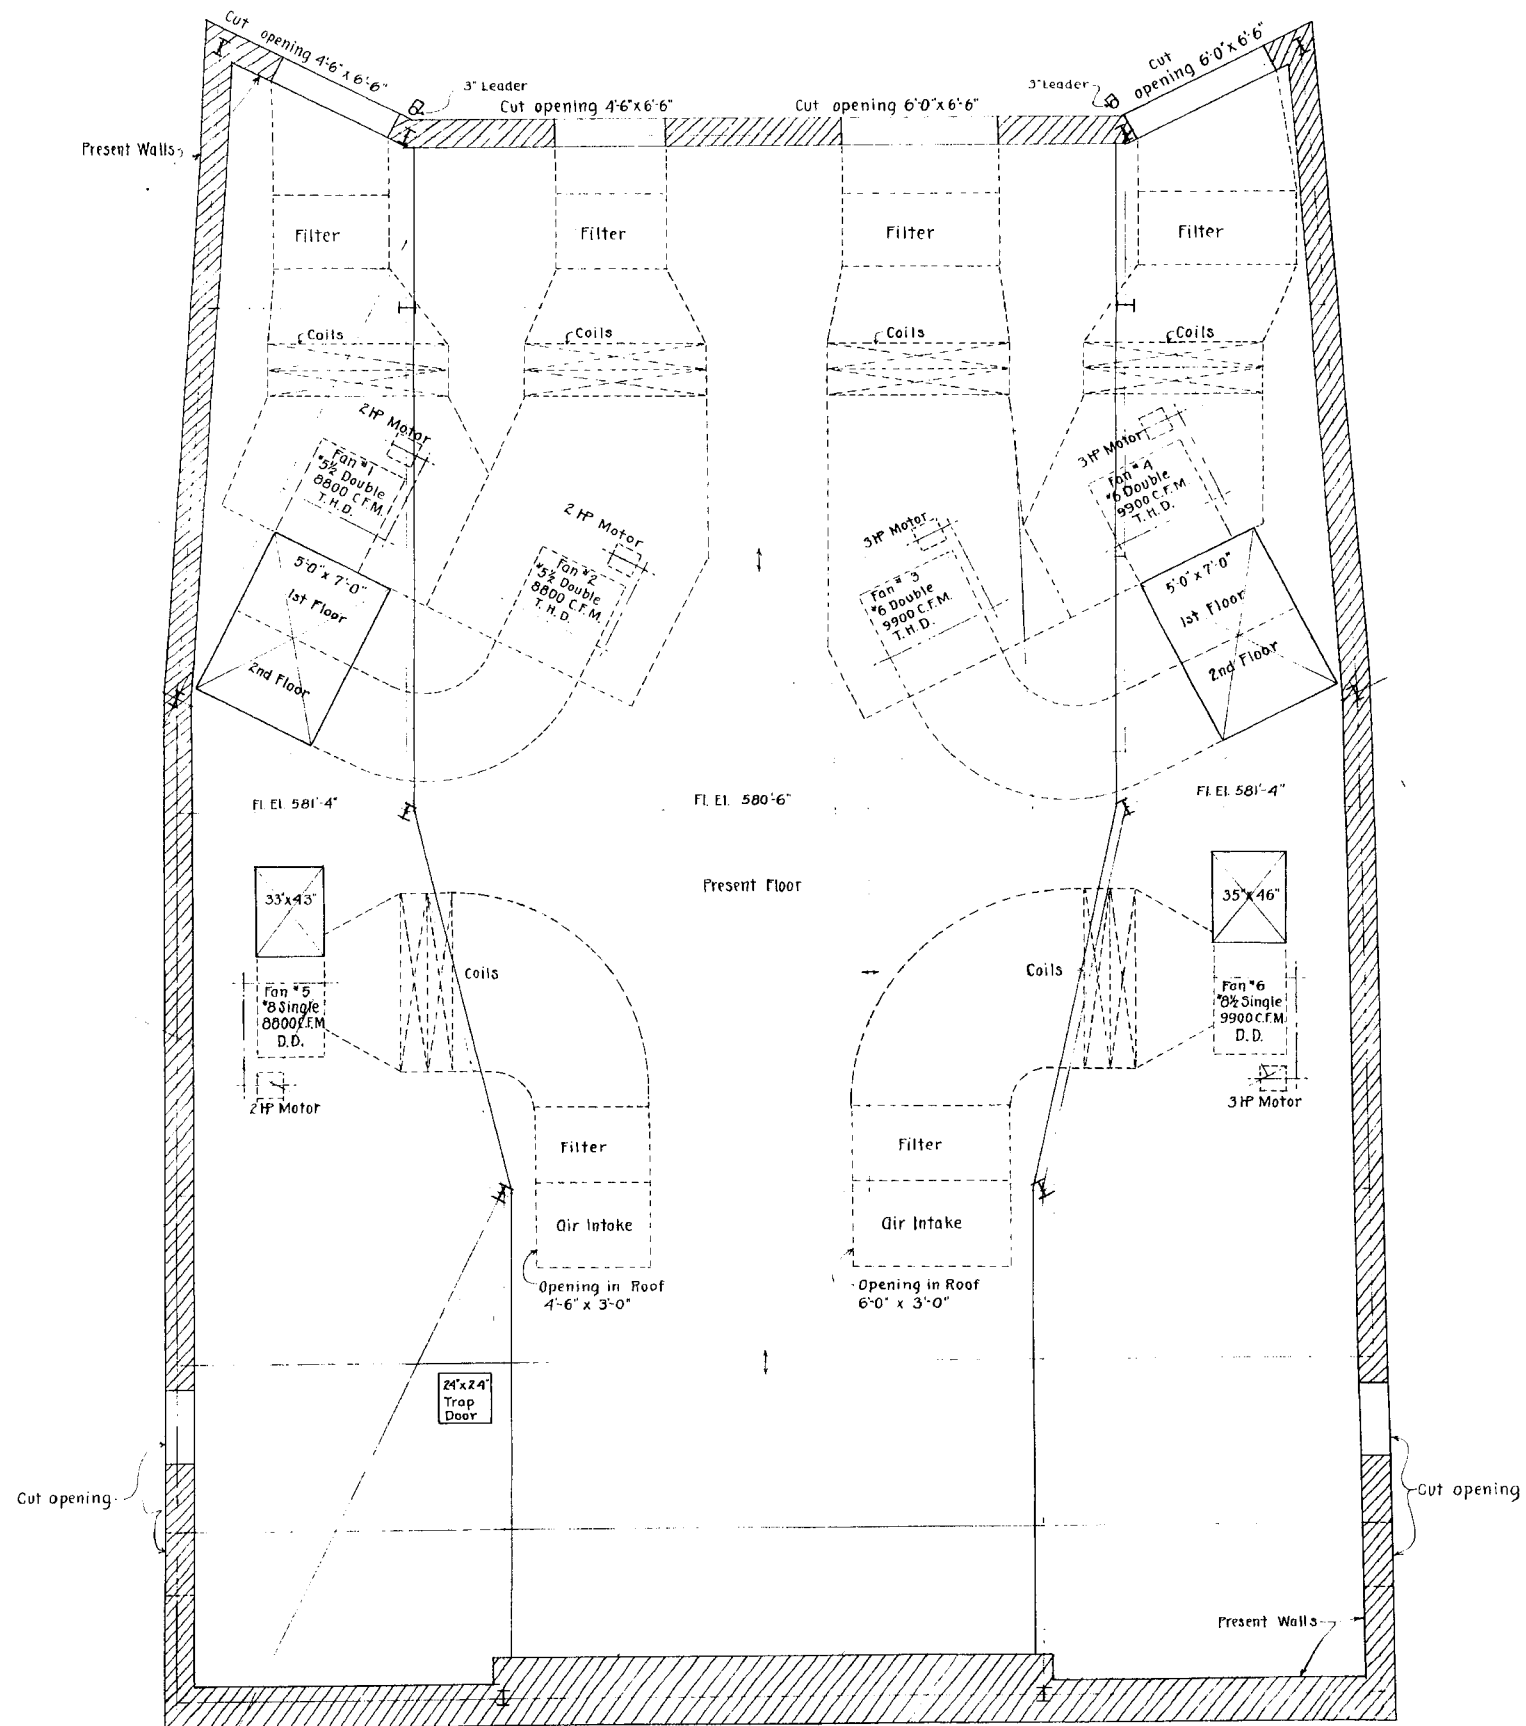 Cut opening 4'-6" x 6'-6"
Cut
opening 6'-0" x 6'-6"
3" Leader
3" Leader
Cut opening 4'-6" x 6'-6"
Cut opening 6'-0" x 6'-6"
Present Walls
Filter
Filter
Filter
Filter
Coils
Coils
Coils
Coils
2 HP Motor
Fan #1
#5½ Double
8800 C.F.M.
T.H.D.
3 HP Motor
Fan #4
#6 Double
9900 C.F.M.
T.H.D.
2 HP Motor
Fan #2
#5½ Double
8800 C.F.M.
T.H.D.
3 HP Motor
Fan #3
#6 Double
9900 C.F.M.
T.H.D.
5'-0" x 7'-0"
1st Floor
2nd Floor
5'-0" x 7'-0"
1st Floor
2nd Floor
Fl. El. 581'-4"
Fl. El. 580'-6"
Fl. El. 581'-4"
Present Floor
33" x 43"
35" x 46"
Coils
Coils
Fan #5
#8 Single
8800 C.F.M
D.D.
2 HP Motor
Fan #6
#8½ Single
9900 C.F.M
D.D.
3 HP Motor
Filter
Filter
Air Intake
Air Intake
Opening in Roof
4'-6" x 3'-0"
Opening in Roof
6'-0" x 3'-0"
24" x 24"
Trap
Door
Cut opening
Cut opening
Present Walls